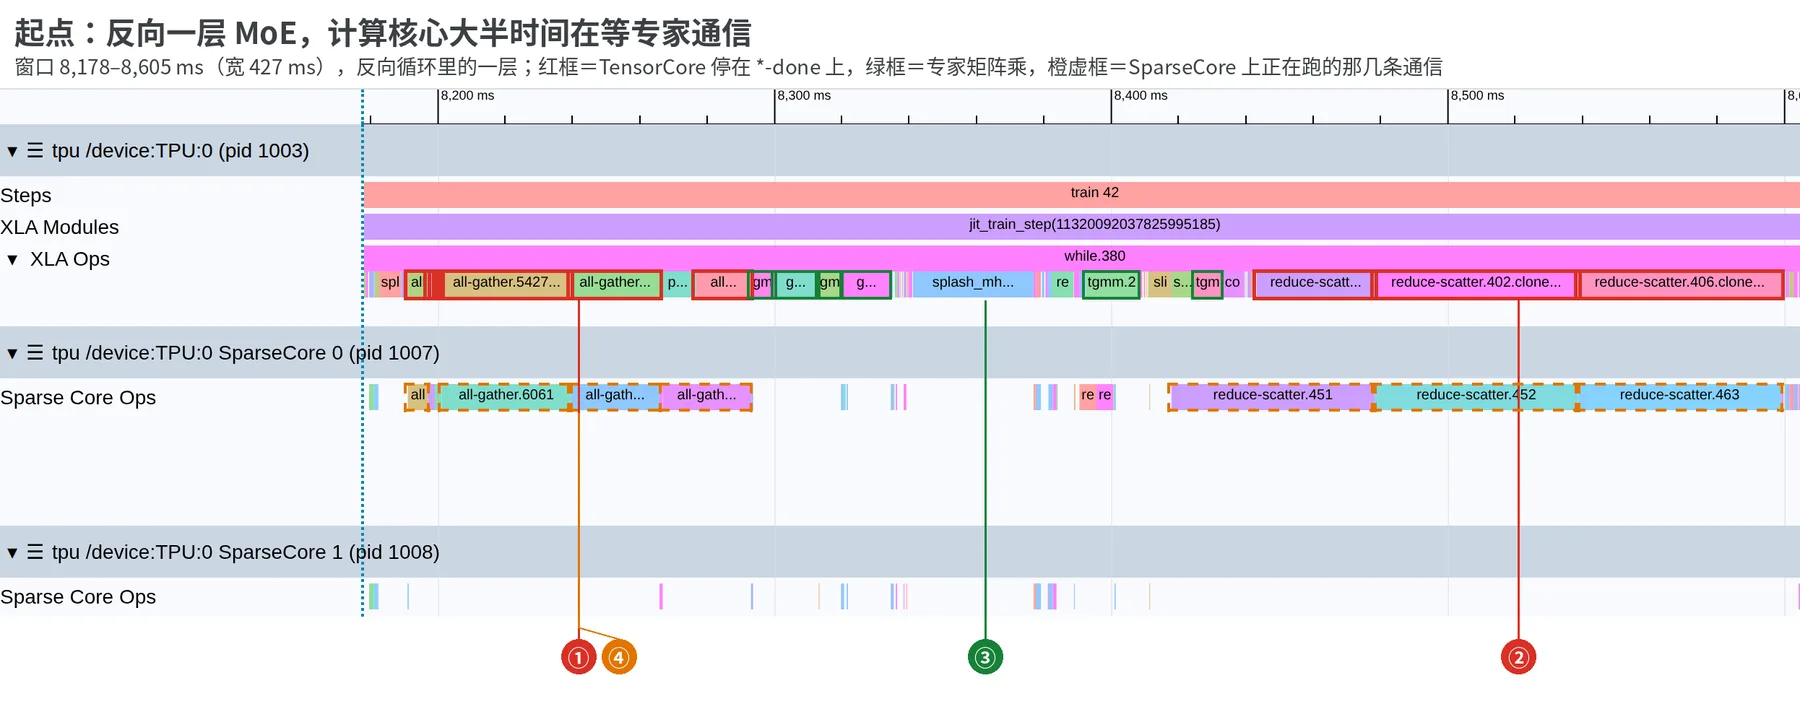 起点：反向一层 MoE，计算核心大半时间在等专家通信
窗口 8,178–8,605 ms（宽 427 ms），反向循环里的一层；红框＝TensorCore 停在 *-done 上，绿框＝专家矩阵乘，橙虚框＝SparseCore 上正在跑的那几条通信
8,200 ms 8,300 ms 8,400 ms 8,500 ms
▼ ☰ tpu /device:TPU:0 (pid 1003)
Steps train 42
XLA Modules jit_train_step(11320092037825995185)
▼ XLA Ops while.380
spl al all-gather.5427... all-gather... p... all... gm g... gm g... splash_mh... re tgmm.2 sli s... tgm co reduce-scatt... reduce-scatter.402.clone... reduce-scatter.406.clone...
▼ ☰ tpu /device:TPU:0 SparseCore 0 (pid 1007)
Sparse Core Ops all all-gather.6061 all-gath... all-gath... re re reduce-scatter.451 reduce-scatter.452 reduce-scatter.463
▼ ☰ tpu /device:TPU:0 SparseCore 1 (pid 1008)
Sparse Core Ops
① ④ ③ ②